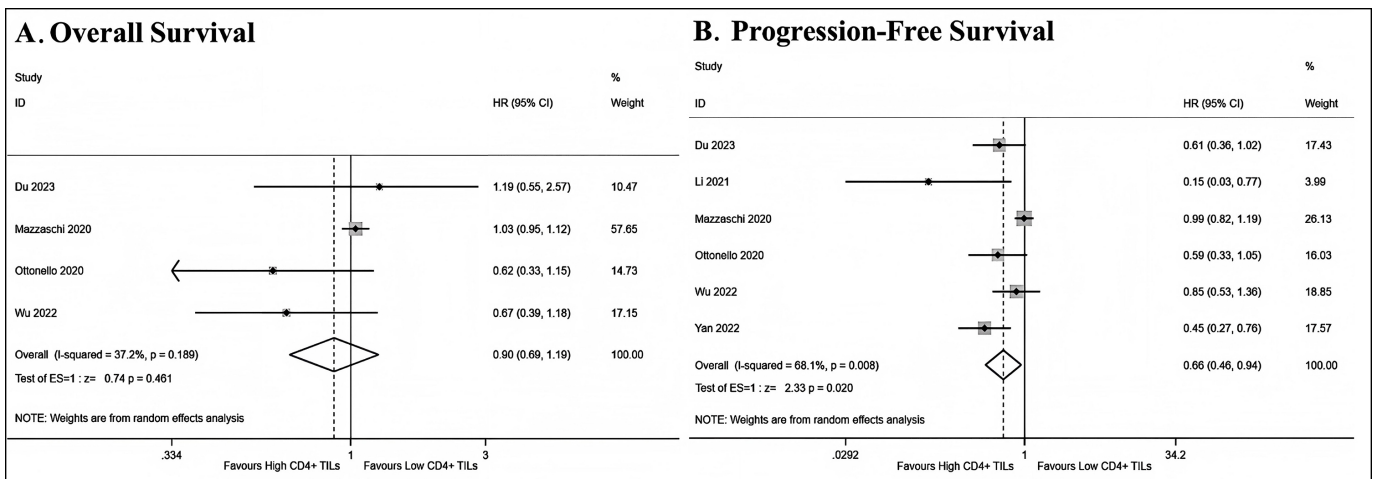 A. Overall Survival
Study %
ID HR (95% CI) Weight
Du 2023 1.19 (0.55, 2.57) 10.47
Mazzaschi 2020 1.03 (0.95, 1.12) 57.65
Ottonello 2020 0.62 (0.33, 1.15) 14.73
Wu 2022 0.67 (0.39, 1.18) 17.15
Overall (I-squared = 37.2%, p = 0.189) 0.90 (0.69, 1.19) 100.00
Test of ES=1 : z= 0.74 p = 0.461
NOTE: Weights are from random effects analysis
.334 1 3
Favours High CD4+ TILs Favours Low CD4+ TILs
B. Progression-Free Survival
Study %
ID HR (95% CI) Weight
Du 2023 0.61 (0.36, 1.02) 17.43
Li 2021 0.15 (0.03, 0.77) 3.99
Mazzaschi 2020 0.99 (0.82, 1.19) 26.13
Ottonello 2020 0.59 (0.33, 1.05) 16.03
Wu 2022 0.85 (0.53, 1.36) 18.85
Yan 2022 0.45 (0.27, 0.76) 17.57
Overall (I-squared = 68.1%, p = 0.008) 0.66 (0.46, 0.94) 100.00
Test of ES=1 : z= 2.33 p = 0.020
NOTE: Weights are from random effects analysis
.0292 1 34.2
Favours High CD4+ TILs Favours Low CD4+ TILs